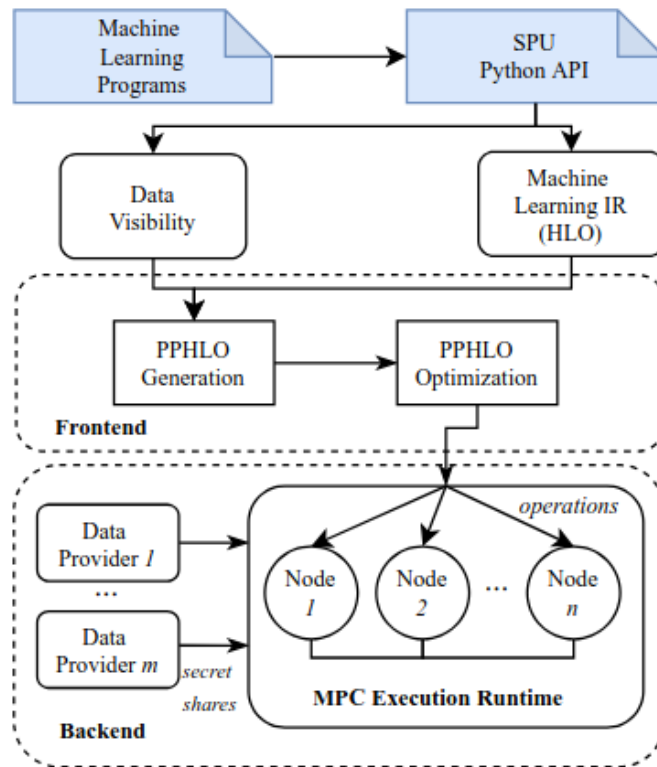 Machine
Learning
Programs
SPU
Python API
Data
Visibility
Machine
Learning IR
(HLO)
PPHLO
Generation
PPHLO
Optimization
Frontend
operations
Data
Provider 1
...
Data
Provider m
secret
shares
Node
1
Node
2
...
Node
n
MPC Execution Runtime
Backend